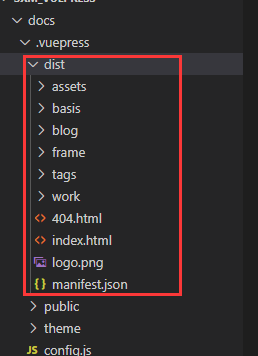 docs
.vuepress
dist
assets
basis
blog
frame
tags
work
404.html
index.html
logo.png
manifest.json
public
theme
config.js